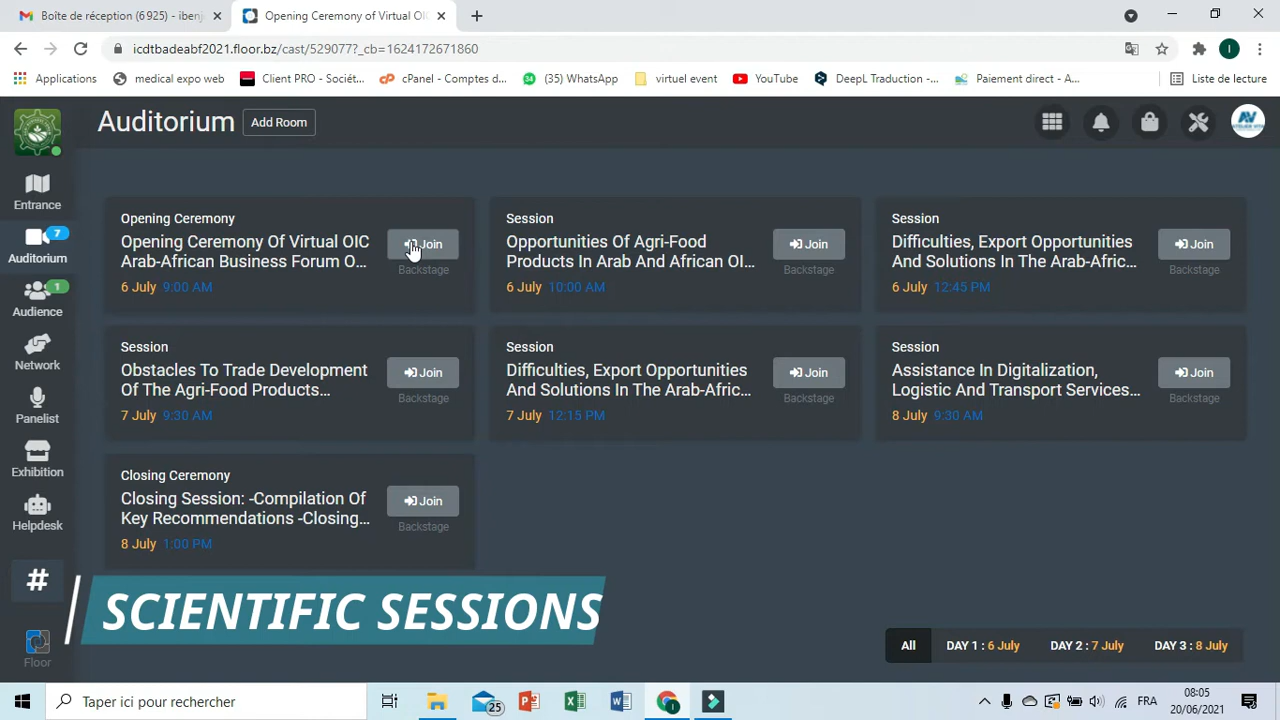 Boîte de réception (6 925) - ibenj
Opening Ceremony of Virtual OIC
icdtbadeabf2021.floor.bz/cast/529077?_cb=1624172671860
Applications
medical expo web
Client PRO - Sociét...
cPanel - Comptes d...
(35) WhatsApp
virtuel event
YouTube
DeepL Traduction -...
Paiement direct - A...
Liste de lecture
Auditorium
Add Room
Entrance
Auditorium 7
Audience 1
Network
Panelist
Exhibition
Helpdesk
#
Floor
Opening Ceremony
Opening Ceremony Of Virtual OIC
Arab-African Business Forum O...
6 July 9:00 AM
Join
Backstage
Session
Opportunities Of Agri-Food
Products In Arab And African OI...
6 July 10:00 AM
Join
Backstage
Session
Difficulties, Export Opportunities
And Solutions In The Arab-Afric...
6 July 12:45 PM
Join
Backstage
Session
Obstacles To Trade Development
Of The Agri-Food Products...
7 July 9:30 AM
Join
Backstage
Session
Difficulties, Export Opportunities
And Solutions In The Arab-Afric...
7 July 12:15 PM
Join
Backstage
Session
Assistance In Digitalization,
Logistic And Transport Services...
8 July 9:30 AM
Join
Backstage
Closing Ceremony
Closing Session: -Compilation Of
Key Recommendations -Closing...
8 July 1:00 PM
Join
Backstage
SCIENTIFIC SESSIONS
All
DAY 1 : 6 July
DAY 2 : 7 July
DAY 3 : 8 July
Taper ici pour rechercher
25
FRA
08:05
20/06/2021